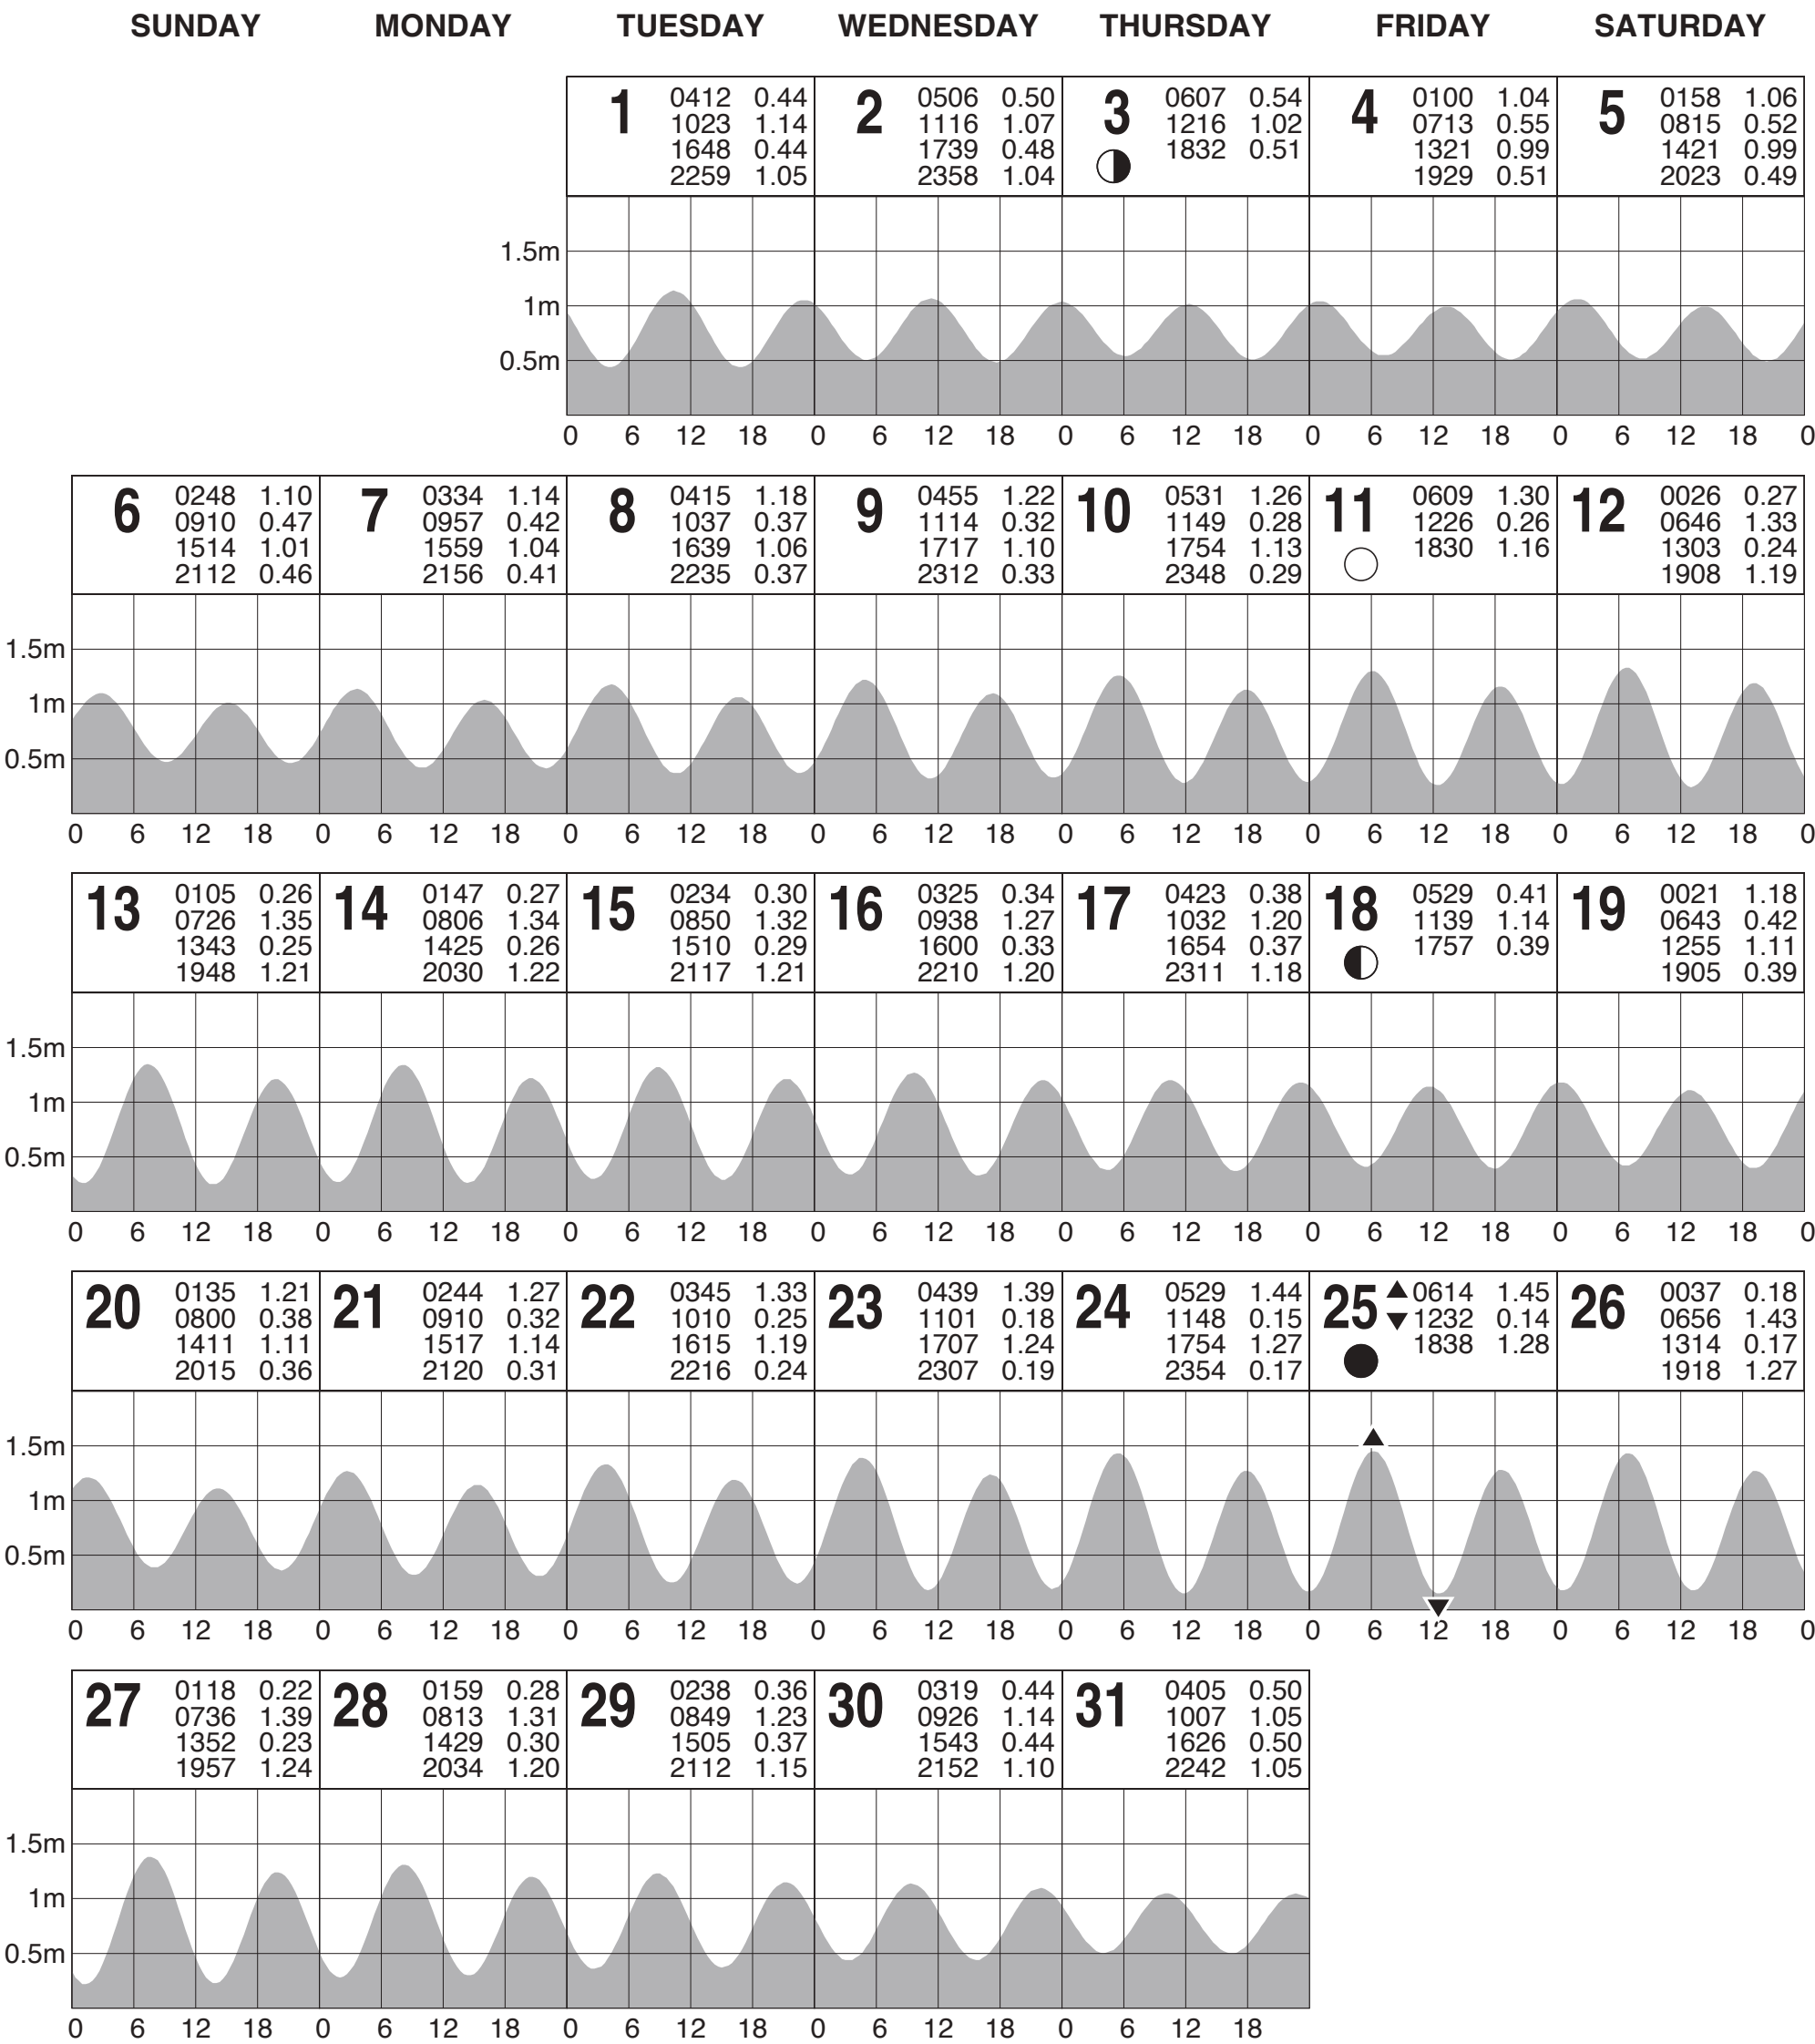 SUNDAY MONDAY TUESDAY WEDNESDAY THURSDAY FRIDAY SATURDAY
1 0412 0.44
1023 1.14
1648 0.44
2259 1.05
2 0506 0.50
1116 1.07
1739 0.48
2358 1.04
3 0607 0.54
1216 1.02
1832 0.51
4 0100 1.04
0713 0.55
1321 0.99
1929 0.51
5 0158 1.06
0815 0.52
1421 0.99
2023 0.49
1.5m
1m
0.5m
0 6 12 18 0 6 12 18 0 6 12 18 0 6 12 18 0 6 12 18 0
6 0248 1.10
0910 0.47
1514 1.01
2112 0.46
7 0334 1.14
0957 0.42
1559 1.04
2156 0.41
8 0415 1.18
1037 0.37
1639 1.06
2235 0.37
9 0455 1.22
1114 0.32
1717 1.10
2312 0.33
10 0531 1.26
1149 0.28
1754 1.13
2348 0.29
11 0609 1.30
1226 0.26
1830 1.16
12 0026 0.27
0646 1.33
1303 0.24
1908 1.19
1.5m
1m
0.5m
0 6 12 18 0 6 12 18 0 6 12 18 0 6 12 18 0 6 12 18 0 6 12 18 0 6 12 18 0
13 0105 0.26
0726 1.35
1343 0.25
1948 1.21
14 0147 0.27
0806 1.34
1425 0.26
2030 1.22
15 0234 0.30
0850 1.32
1510 0.29
2117 1.21
16 0325 0.34
0938 1.27
1600 0.33
2210 1.20
17 0423 0.38
1032 1.20
1654 0.37
2311 1.18
18 0529 0.41
1139 1.14
1757 0.39
19 0021 1.18
0643 0.42
1255 1.11
1905 0.39
1.5m
1m
0.5m
0 6 12 18 0 6 12 18 0 6 12 18 0 6 12 18 0 6 12 18 0 6 12 18 0 6 12 18 0
20 0135 1.21
0800 0.38
1411 1.11
2015 0.36
21 0244 1.27
0910 0.32
1517 1.14
2120 0.31
22 0345 1.33
1010 0.25
1615 1.19
2216 0.24
23 0439 1.39
1101 0.18
1707 1.24
2307 0.19
24 0529 1.44
1148 0.15
1754 1.27
2354 0.17
25 ▲0614 1.45
▼1232 0.14
1838 1.28
26 0037 0.18
0656 1.43
1314 0.17
1918 1.27
1.5m
1m
0.5m
0 6 12 18 0 6 12 18 0 6 12 18 0 6 12 18 0 6 12 18 0 6 12 18 0 6 12 18 0
27 0118 0.22
0736 1.39
1352 0.23
1957 1.24
28 0159 0.28
0813 1.31
1429 0.30
2034 1.20
29 0238 0.36
0849 1.23
1505 0.37
2112 1.15
30 0319 0.44
0926 1.14
1543 0.44
2152 1.10
31 0405 0.50
1007 1.05
1626 0.50
2242 1.05
1.5m
1m
0.5m
0 6 12 18 0 6 12 18 0 6 12 18 0 6 12 18 0 6 12 18